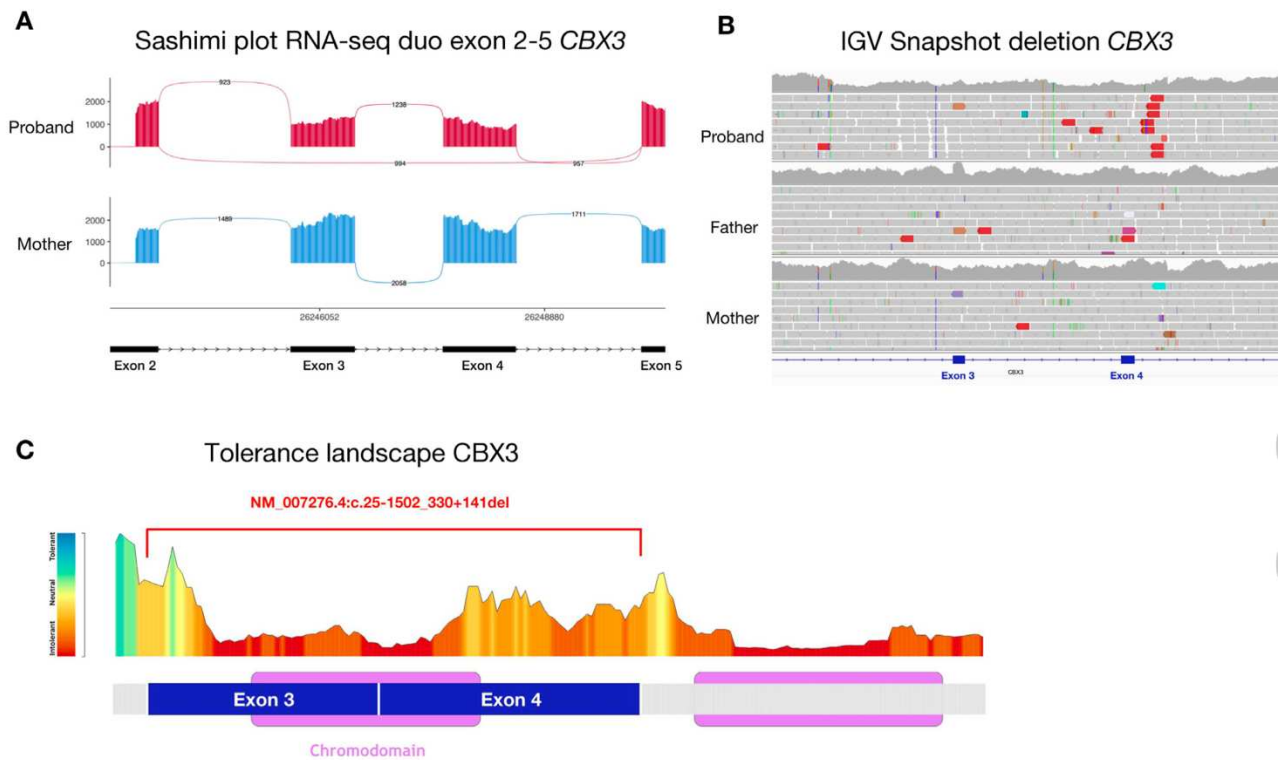 A
Sashimi plot RNA-seq duo exon 2-5 CBX3
Proband
2000
1000
0
923
1238
994
957
Mother
2000
1000
0
1489
2058
1711
26246052
26248880
Exon 2
Exon 3
Exon 4
Exon 5
B
IGV Snapshot deletion CBX3
Proband
Father
Mother
Exon 3
CBX3
Exon 4
C
Tolerance landscape CBX3
NM_007276.4:c.25-1502_330+141del
Tolerant
Neutral
Intolerant
Exon 3
Exon 4
Chromodomain